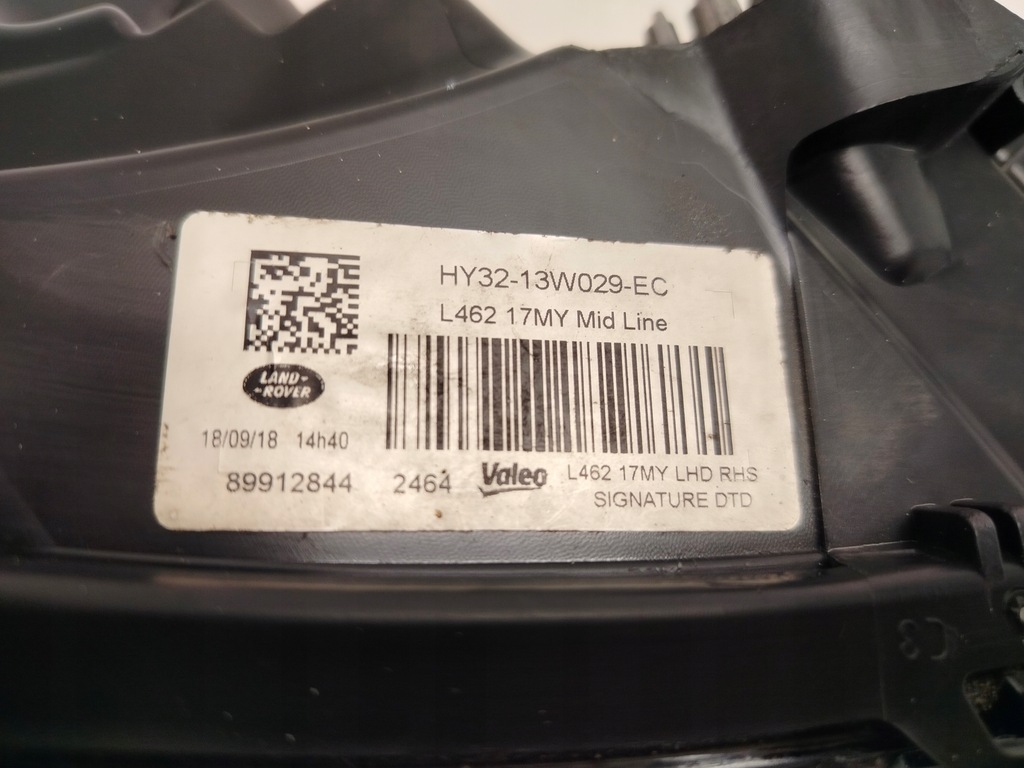 HY32-13W029-EC
L462 17MY Mid Line
LAND-
-ROVER
18/09/18 14h40
89912844 2464 Valeo L462 17MY LHD RHS
SIGNATURE DTD